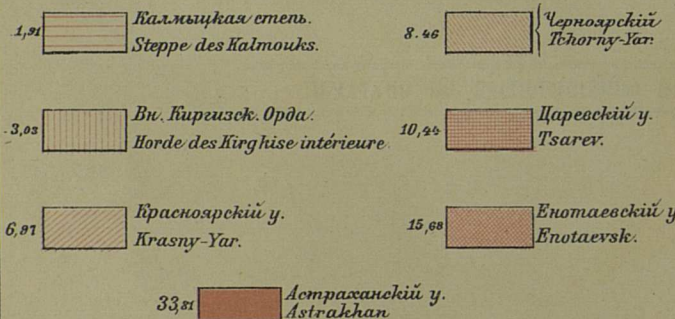 1,91 Калмыцкая степь.
Steppe des Kalmouks.
3,03 Вн. Киргизск. Орда.
Horde des Kirghise intérieure
6,97 Красноярскій у.
Krasny-Yar.
8.46 Черноярскій
Tchorny-Yar.
10,44 Царевскій у.
Tsarev.
15,68 Енотаевскій у
Enotaevsk.
33,81 Астраханскій у.
Astrakhan